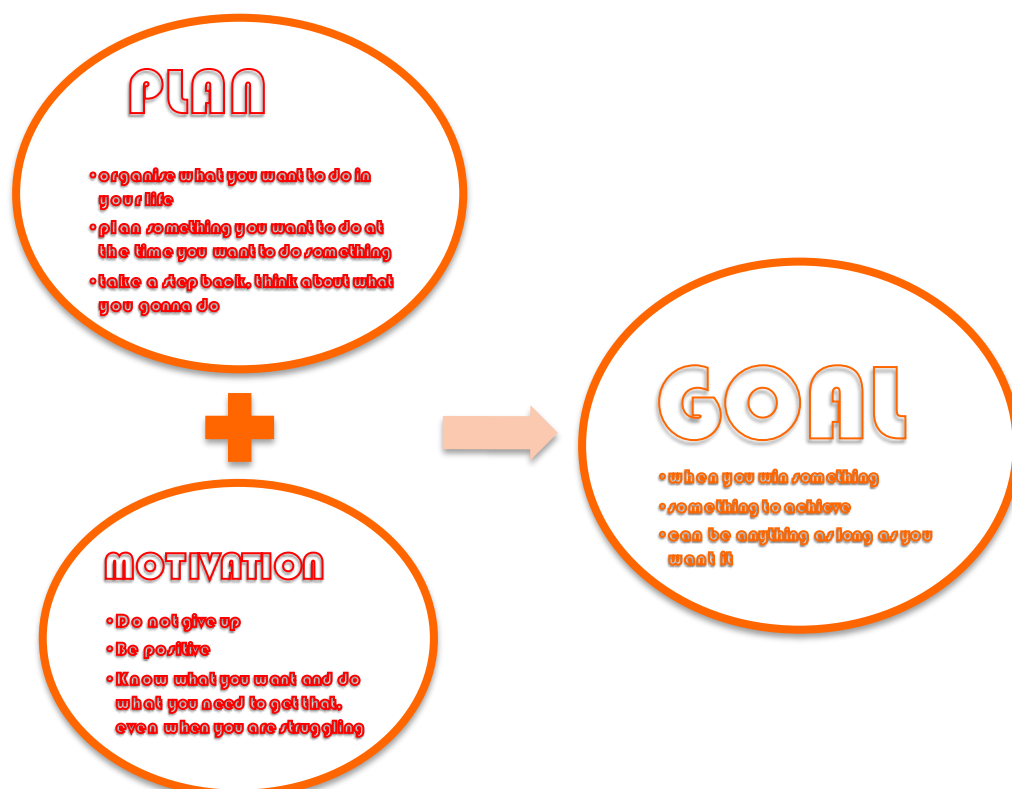 PLAN
•organise what you want to do in
your life
•plan something you want to do at
the time you want to do something
•take a step back, think about what
you gonna do
MOTIVATION
•Do not give up
•Be positive
•Know what you want and do
what you need to get that,
even when you are struggling
GOAL
•when you win something
•something to achieve
•can be anything as long as you
want it